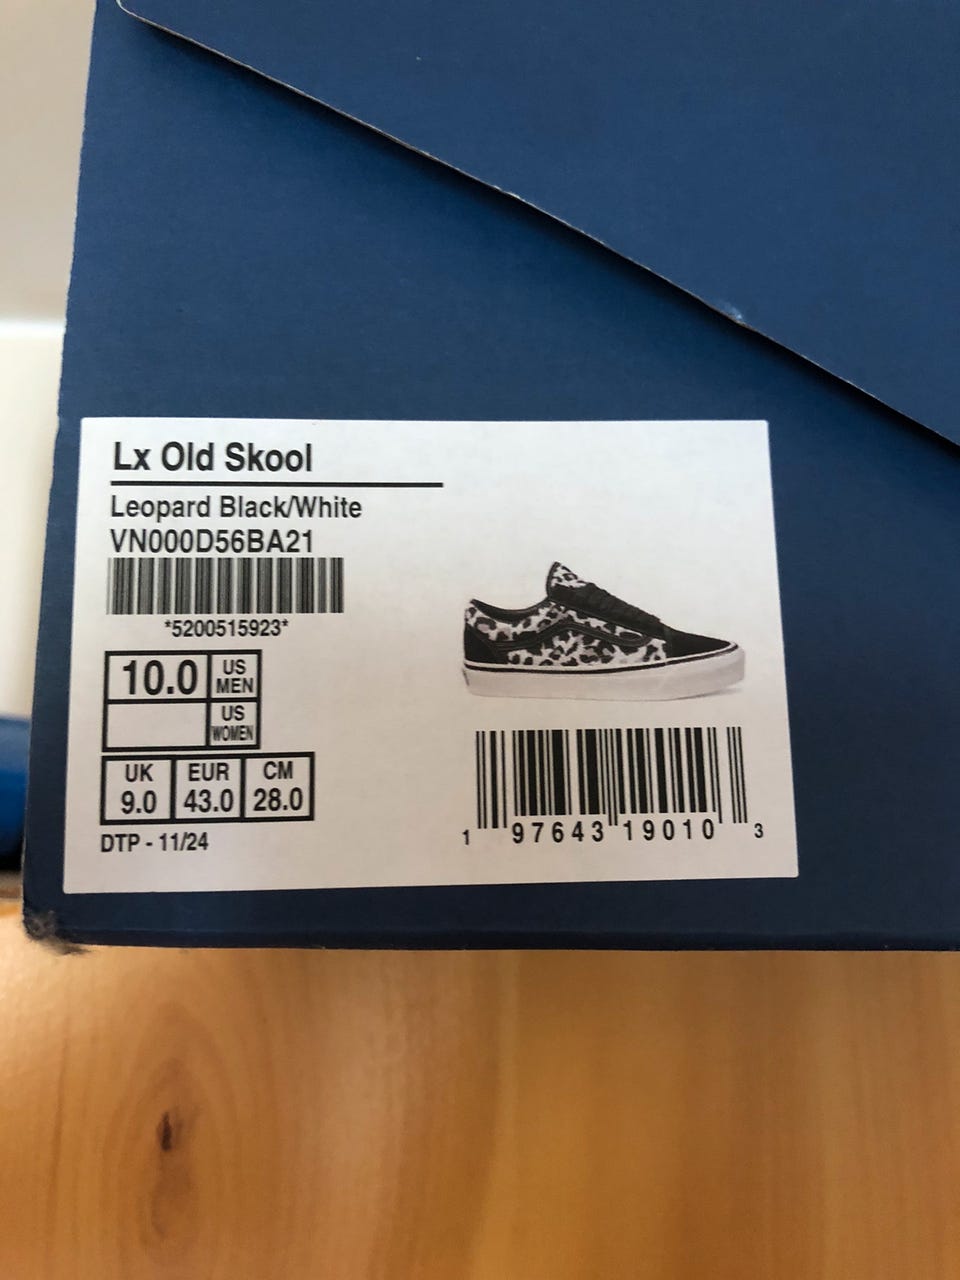 Lx Old Skool
Leopard Black/White
VN000D56BA21
*5200515923*
10.0 US MEN
US WOMEN
UK EUR CM
9.0 43.0 28.0
DTP - 11/24
1 97643 19010 3